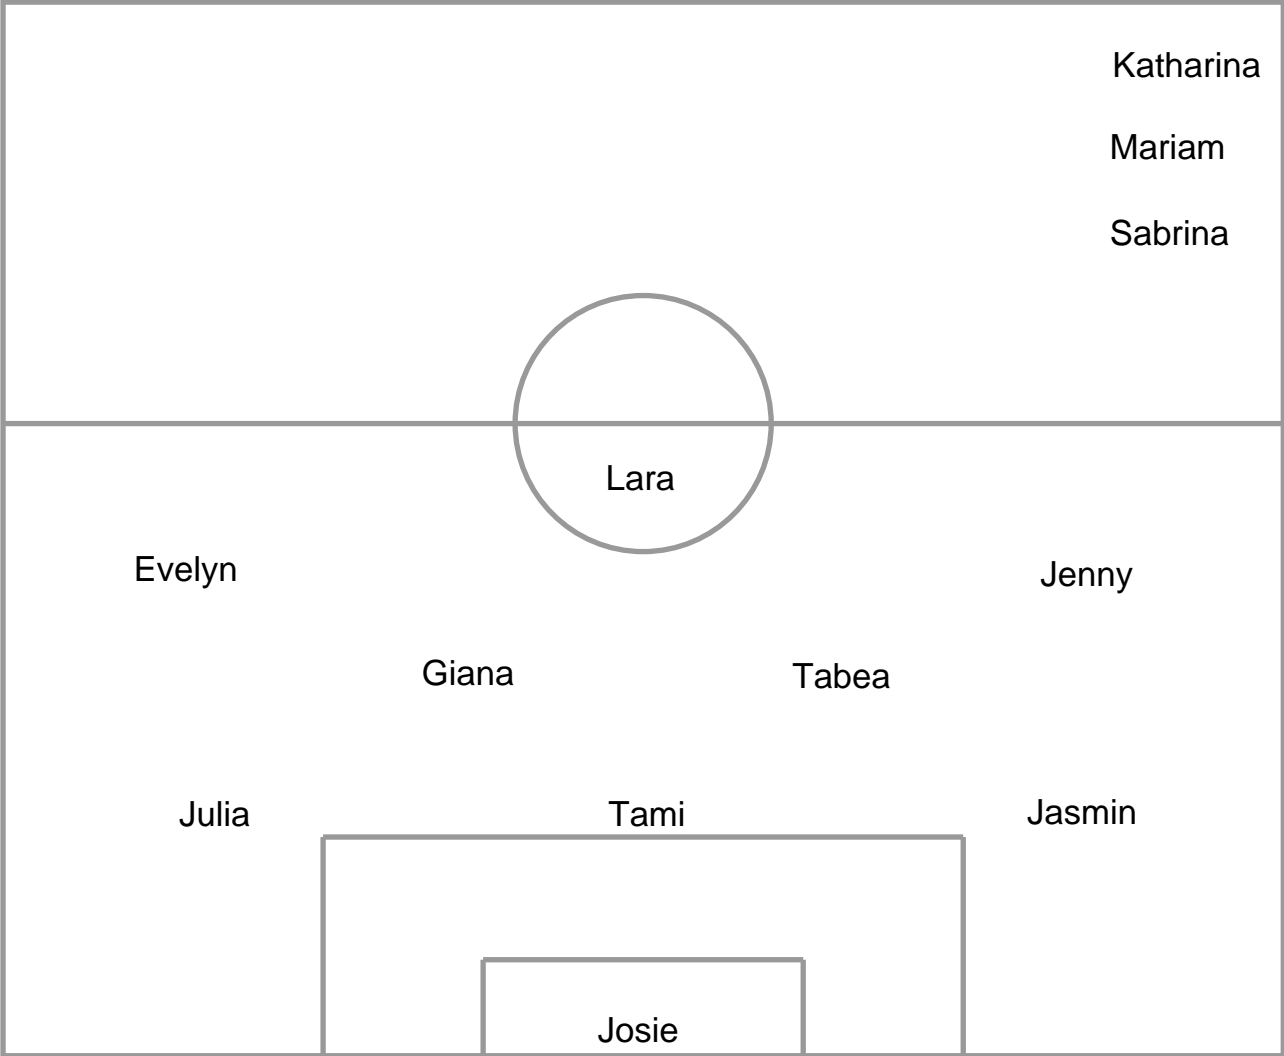 Katharina
Mariam
Sabrina
Lara
Evelyn
Jenny
Giana
Tabea
Julia
Tami
Jasmin
Josie